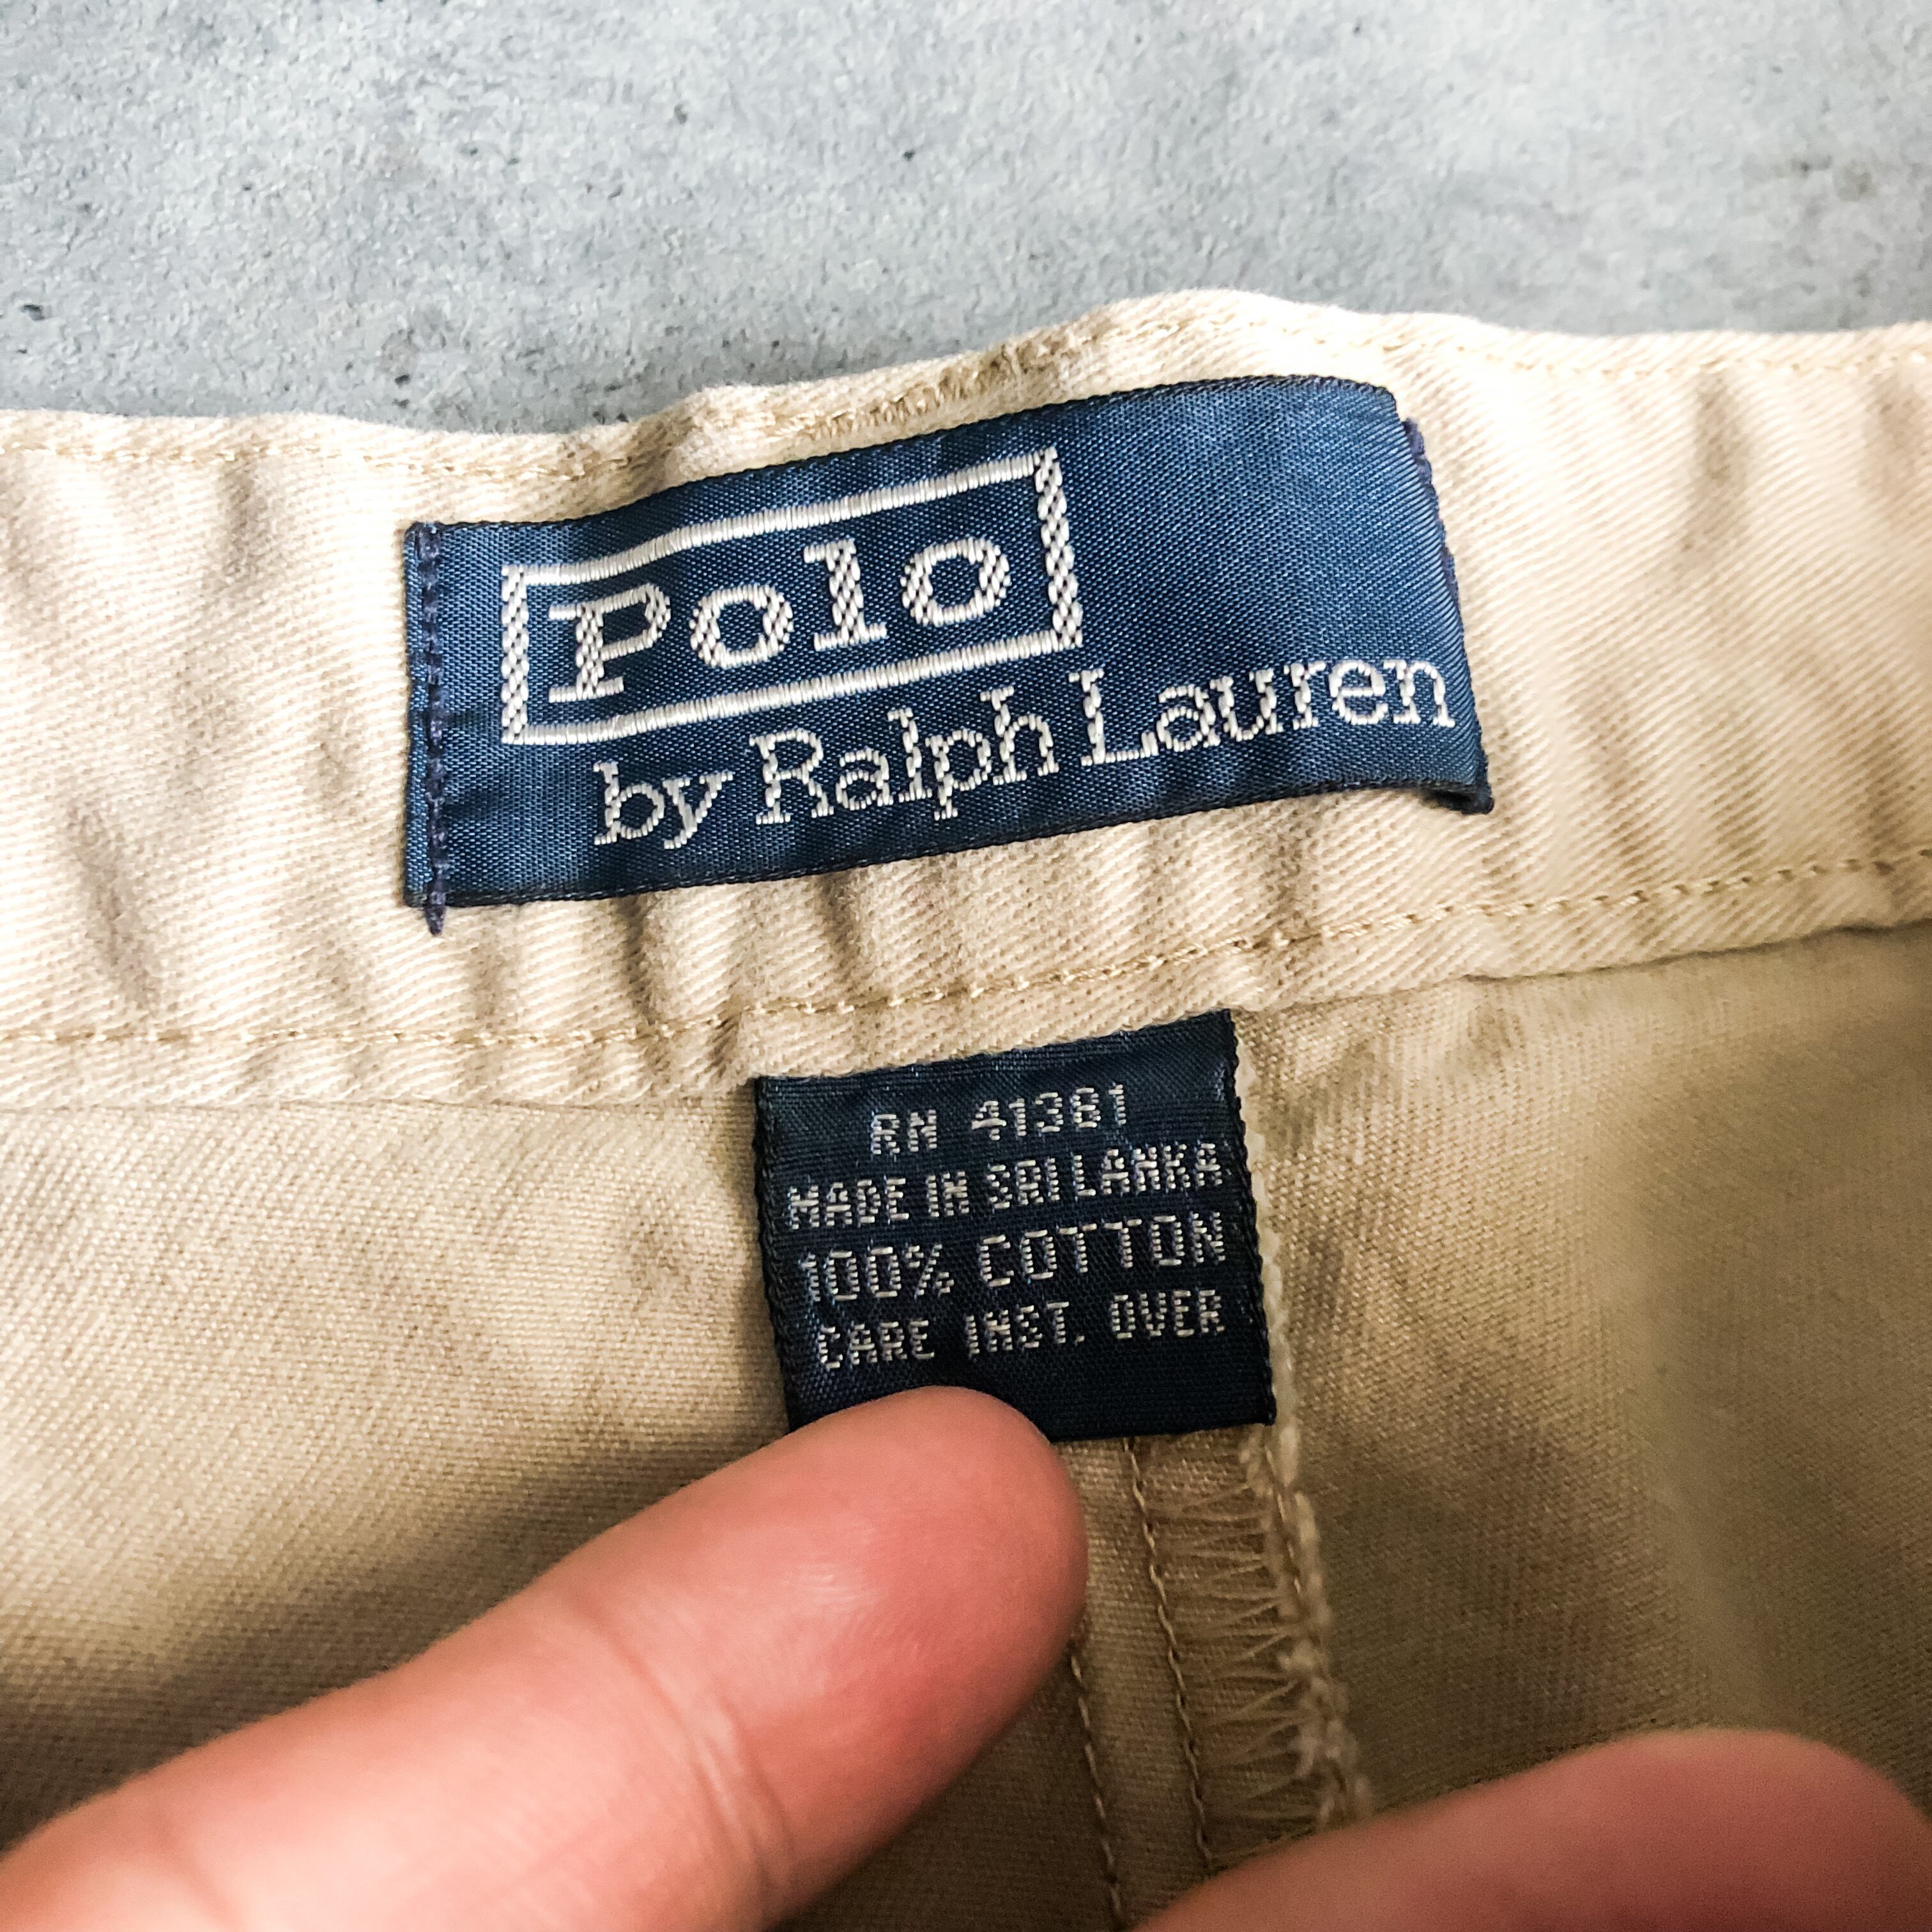 Polo
by Ralph Lauren
RN 41381
MADE IN SRI LANKA
100% COTTON
CARE INST. OVER